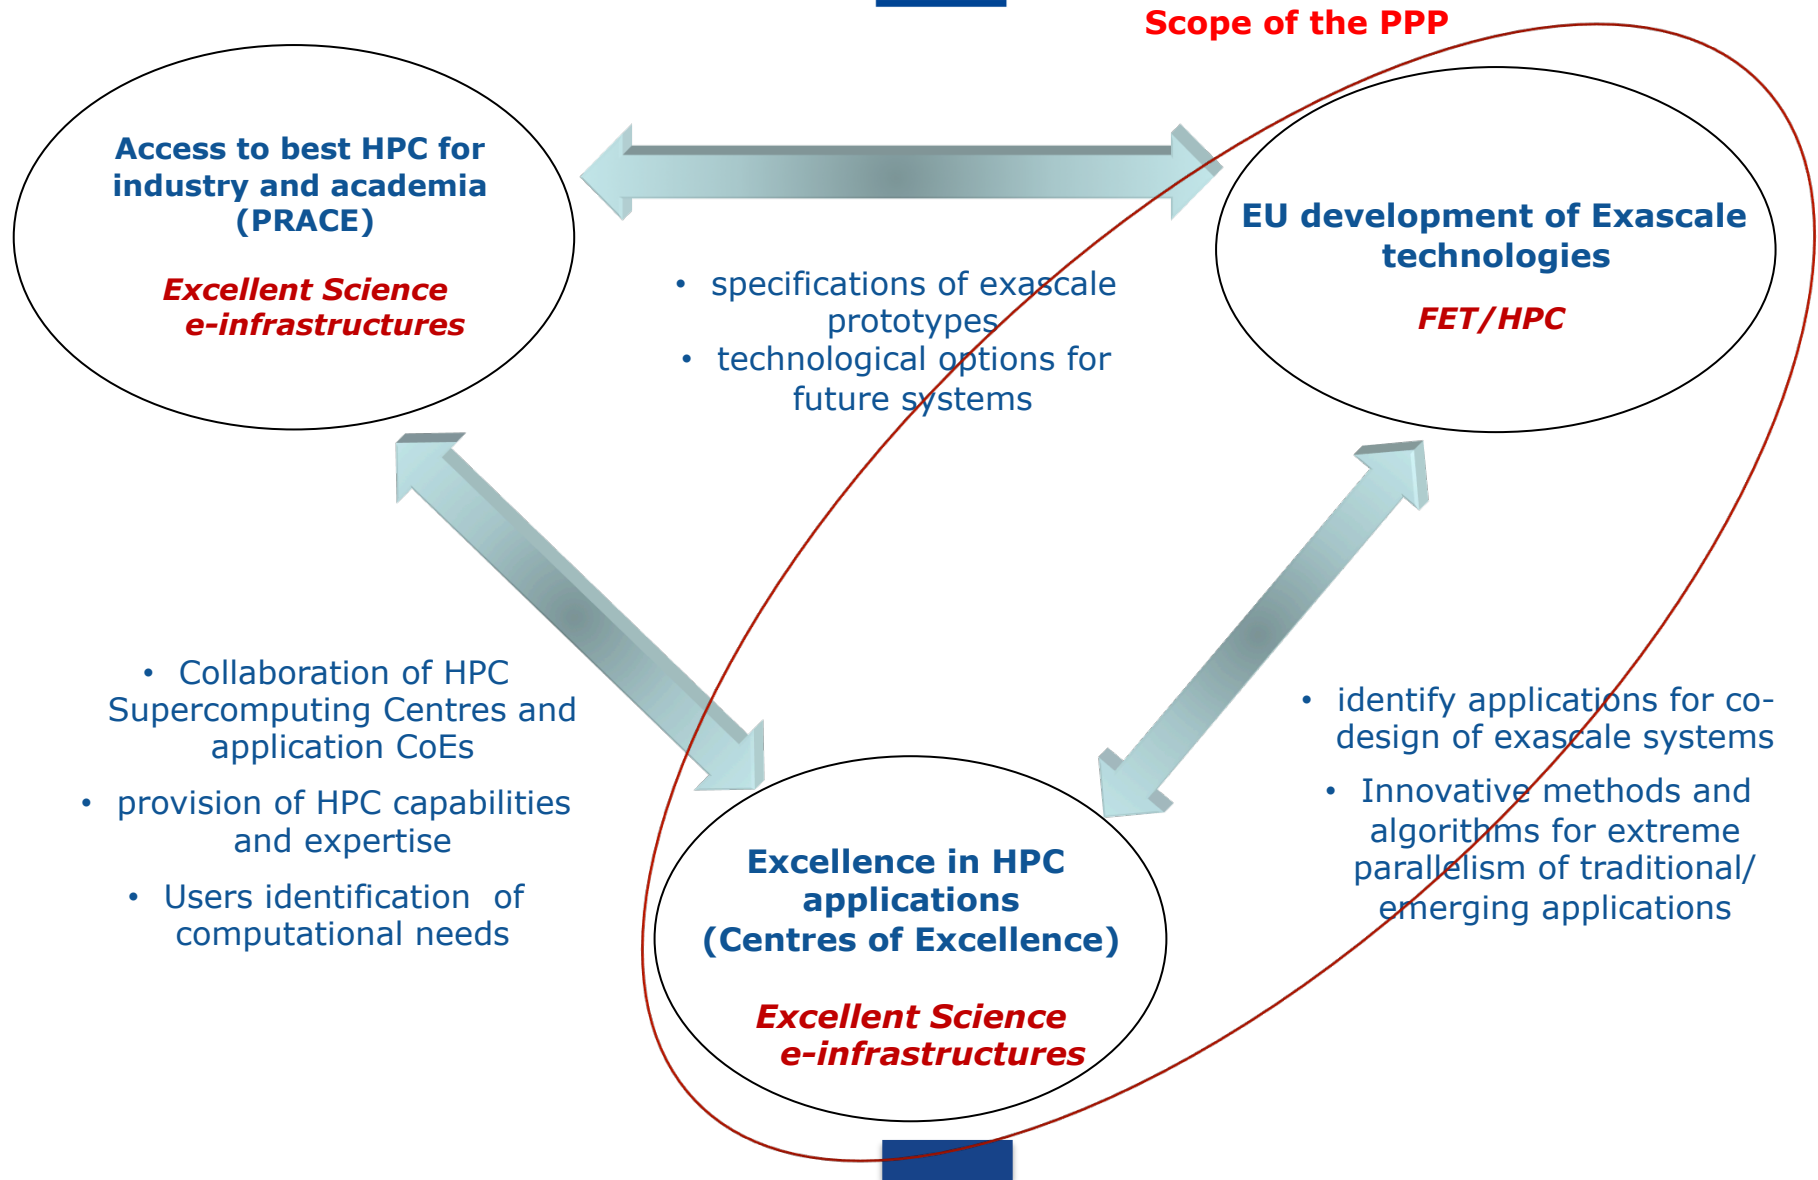 Scope of the PPP
Access to best HPC for
industry and academia
(PRACE)
Excellent Science
e-infrastructures
EU development of Exascale
technologies
FET/HPC
• specifications of exascale
prototypes
• technological options for
future systems
• Collaboration of HPC
Supercomputing Centres and
application CoEs
• provision of HPC capabilities
and expertise
• Users identification of
computational needs
• identify applications for co-
design of exascale systems
• Innovative methods and
algorithms for extreme
parallelism of traditional/
emerging applications
Excellence in HPC
applications
(Centres of Excellence)
Excellent Science
e-infrastructures